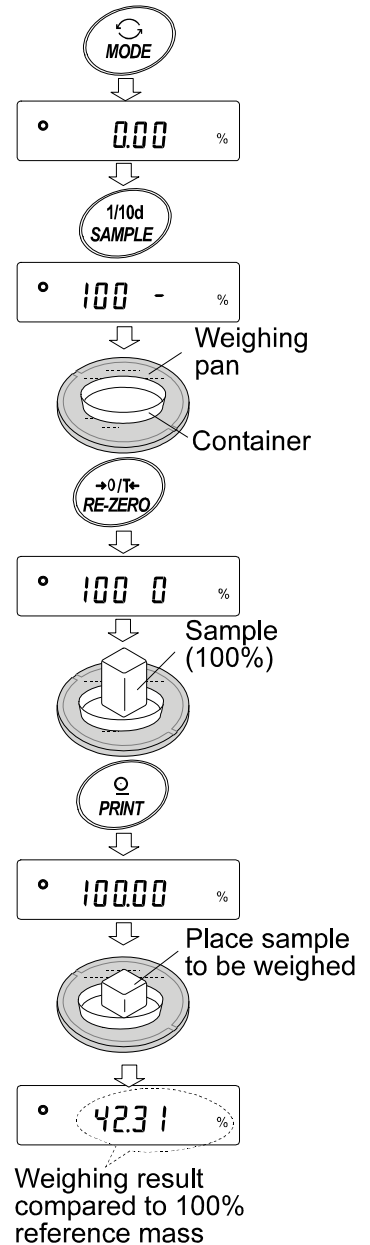 MODE
0.00 %
1/10d
SAMPLE
100 - %
Weighing
pan
Container
→0/T←
RE-ZERO
100 0 %
Sample
(100%)
PRINT
100.00 %
Place sample
to be weighed
42.31 %
Weighing result
compared to 100%
reference mass